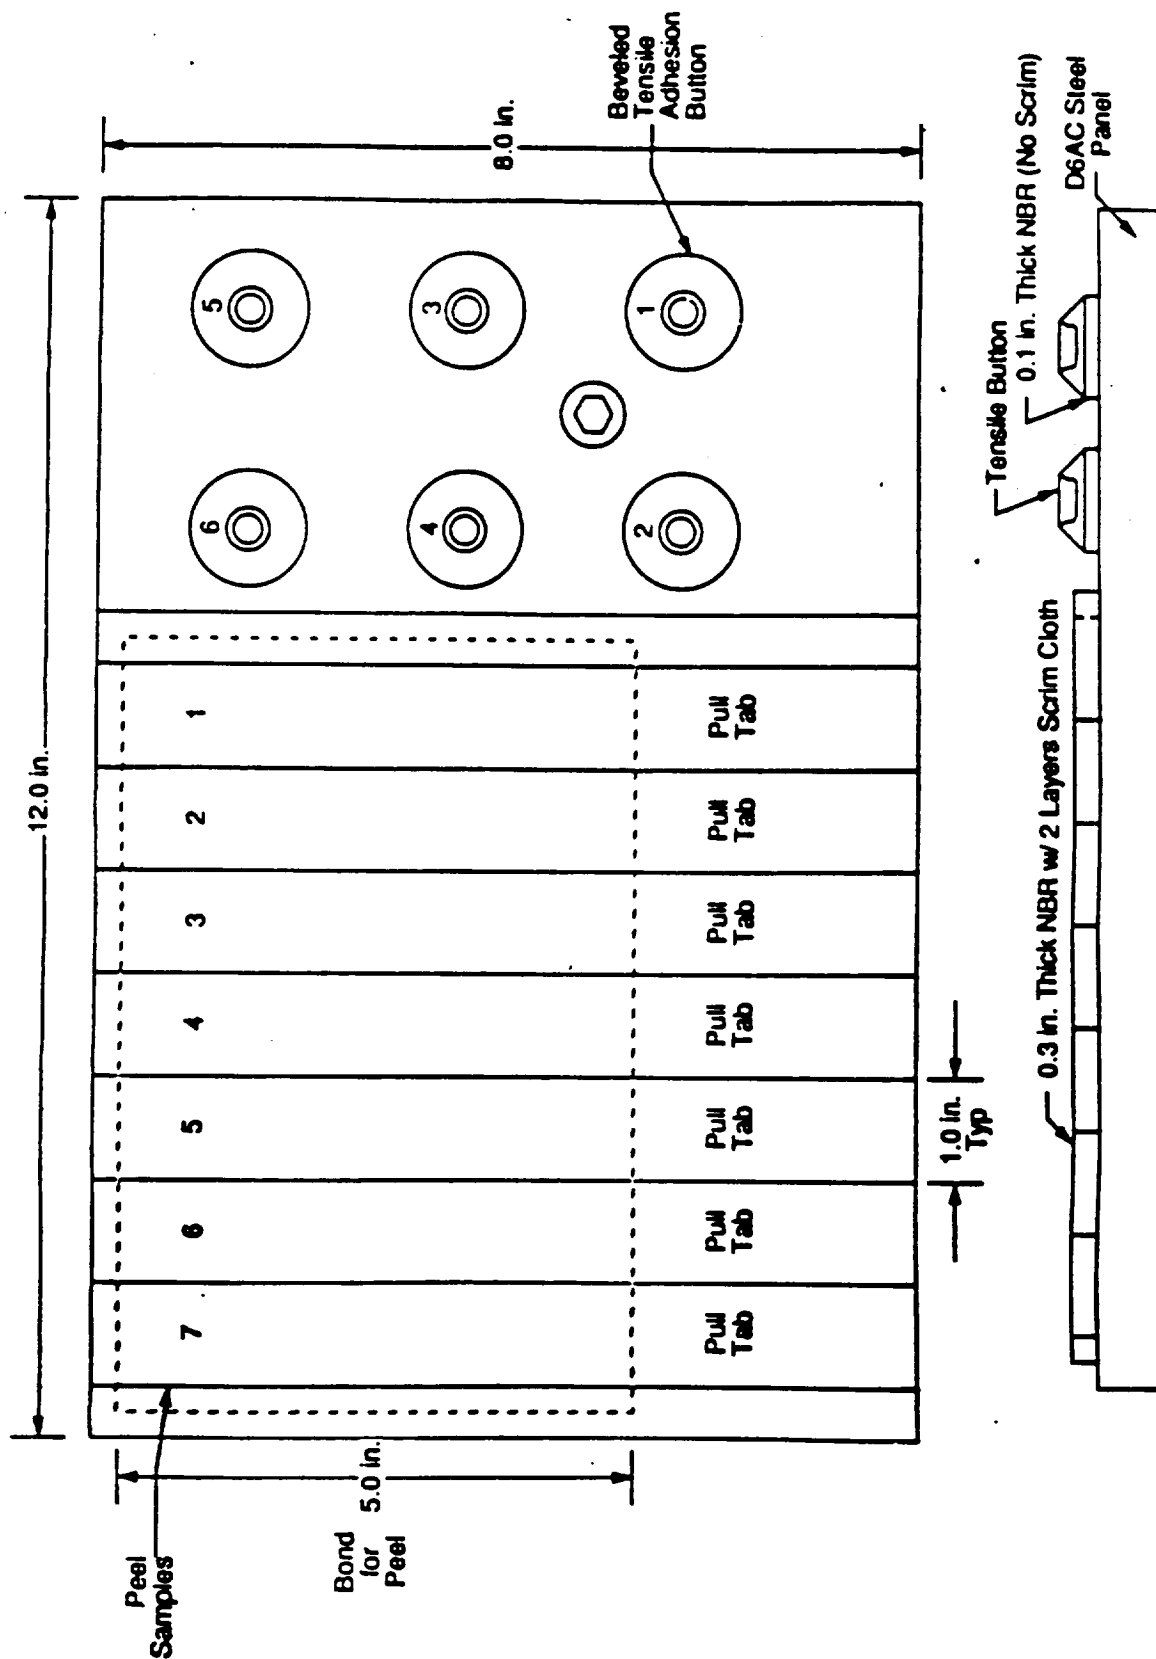 12.0 in.
8.0 in.
Beveled
Tensile
Adhesion
Button
5
3
1
6
4
2
1
2
3
4
5
6
7
Pull
Tab
Pull
Tab
Pull
Tab
Pull
Tab
Pull
Tab
Pull
Tab
Pull
Tab
Peel
Samples
Bond
for
Peel
5.0 in.
1.0 in.
Typ
0.3 in. Thick NBR w/ 2 Layers Scrim Cloth
Tensile Button
0.1 in. Thick NBR (No Scrim)
D6AC Steel
Panel